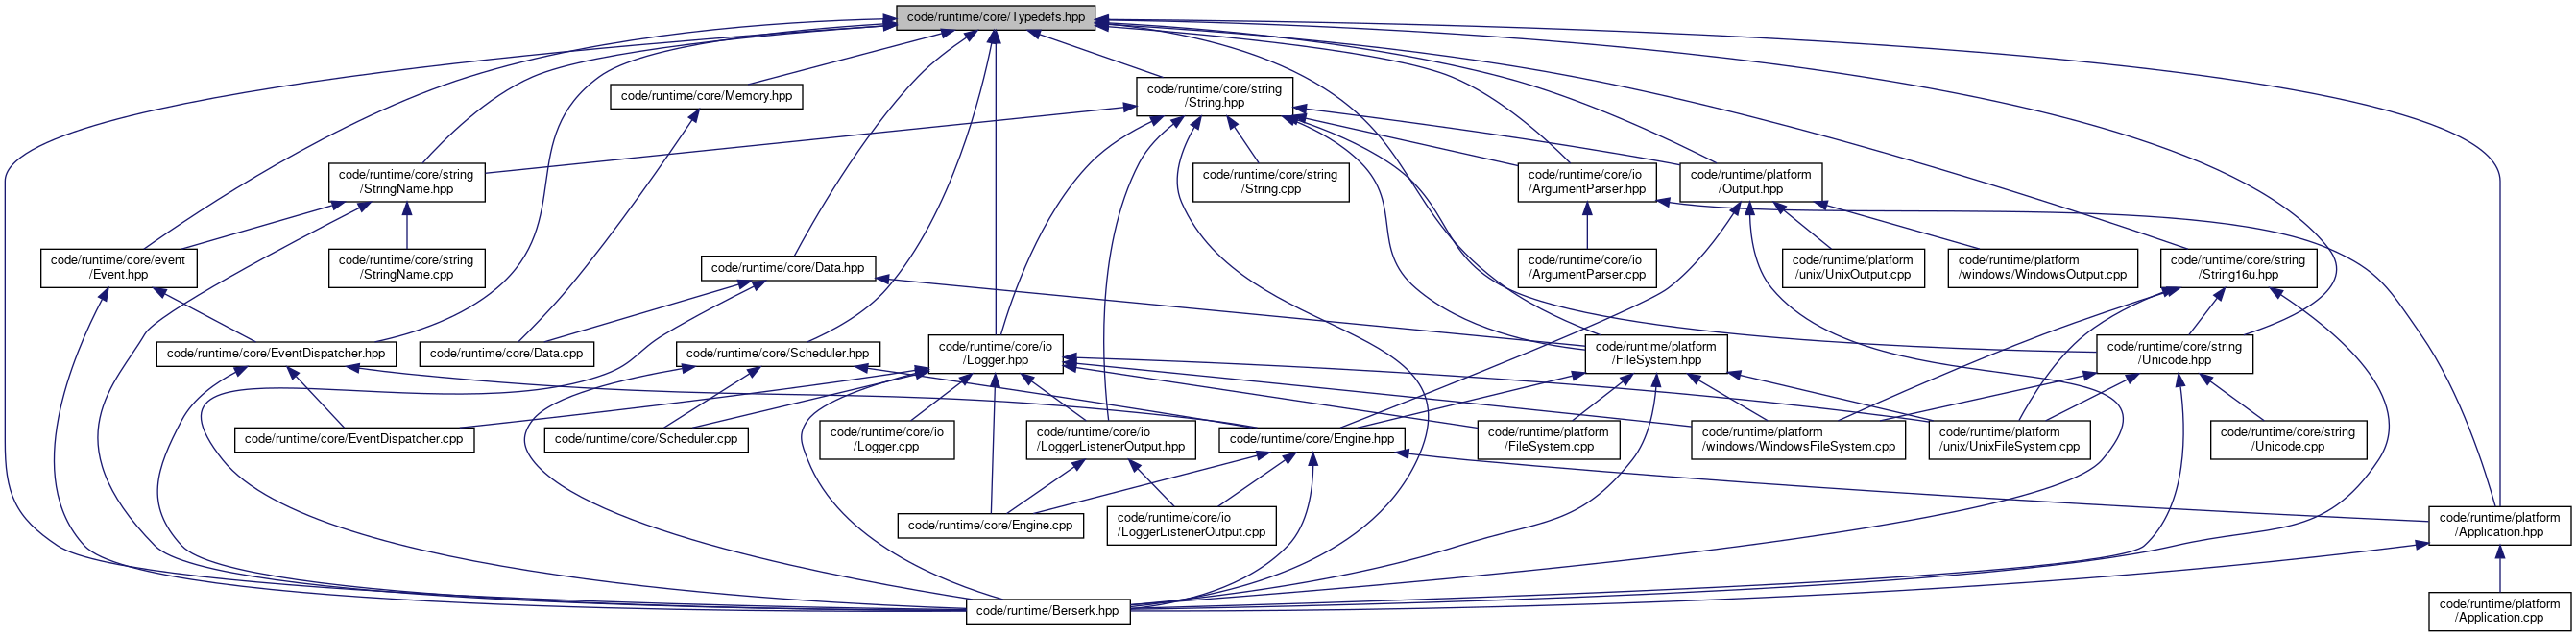 code/runtime/core/Typedefs.hpp
code/runtime/core/Memory.hpp
code/runtime/core/string
/String.hpp
code/runtime/core/string
/StringName.hpp
code/runtime/core/string
/String.cpp
code/runtime/core/io
/ArgumentParser.hpp
code/runtime/platform
/Output.hpp
code/runtime/core/event
/Event.hpp
code/runtime/core/string
/StringName.cpp
code/runtime/core/Data.hpp
code/runtime/core/io
/ArgumentParser.cpp
code/runtime/platform
/unix/UnixOutput.cpp
code/runtime/platform
/windows/WindowsOutput.cpp
code/runtime/core/string
/String16u.hpp
code/runtime/core/EventDispatcher.hpp
code/runtime/core/Data.cpp
code/runtime/core/Scheduler.hpp
code/runtime/core/io
/Logger.hpp
code/runtime/platform
/FileSystem.hpp
code/runtime/core/string
/Unicode.hpp
code/runtime/core/EventDispatcher.cpp
code/runtime/core/Scheduler.cpp
code/runtime/core/io
/Logger.cpp
code/runtime/core/io
/LoggerListenerOutput.hpp
code/runtime/core/Engine.hpp
code/runtime/platform
/FileSystem.cpp
code/runtime/platform
/windows/WindowsFileSystem.cpp
code/runtime/platform
/unix/UnixFileSystem.cpp
code/runtime/core/string
/Unicode.cpp
code/runtime/core/Engine.cpp
code/runtime/core/io
/LoggerListenerOutput.cpp
code/runtime/platform
/Application.hpp
code/runtime/Berserk.hpp
code/runtime/platform
/Application.cpp